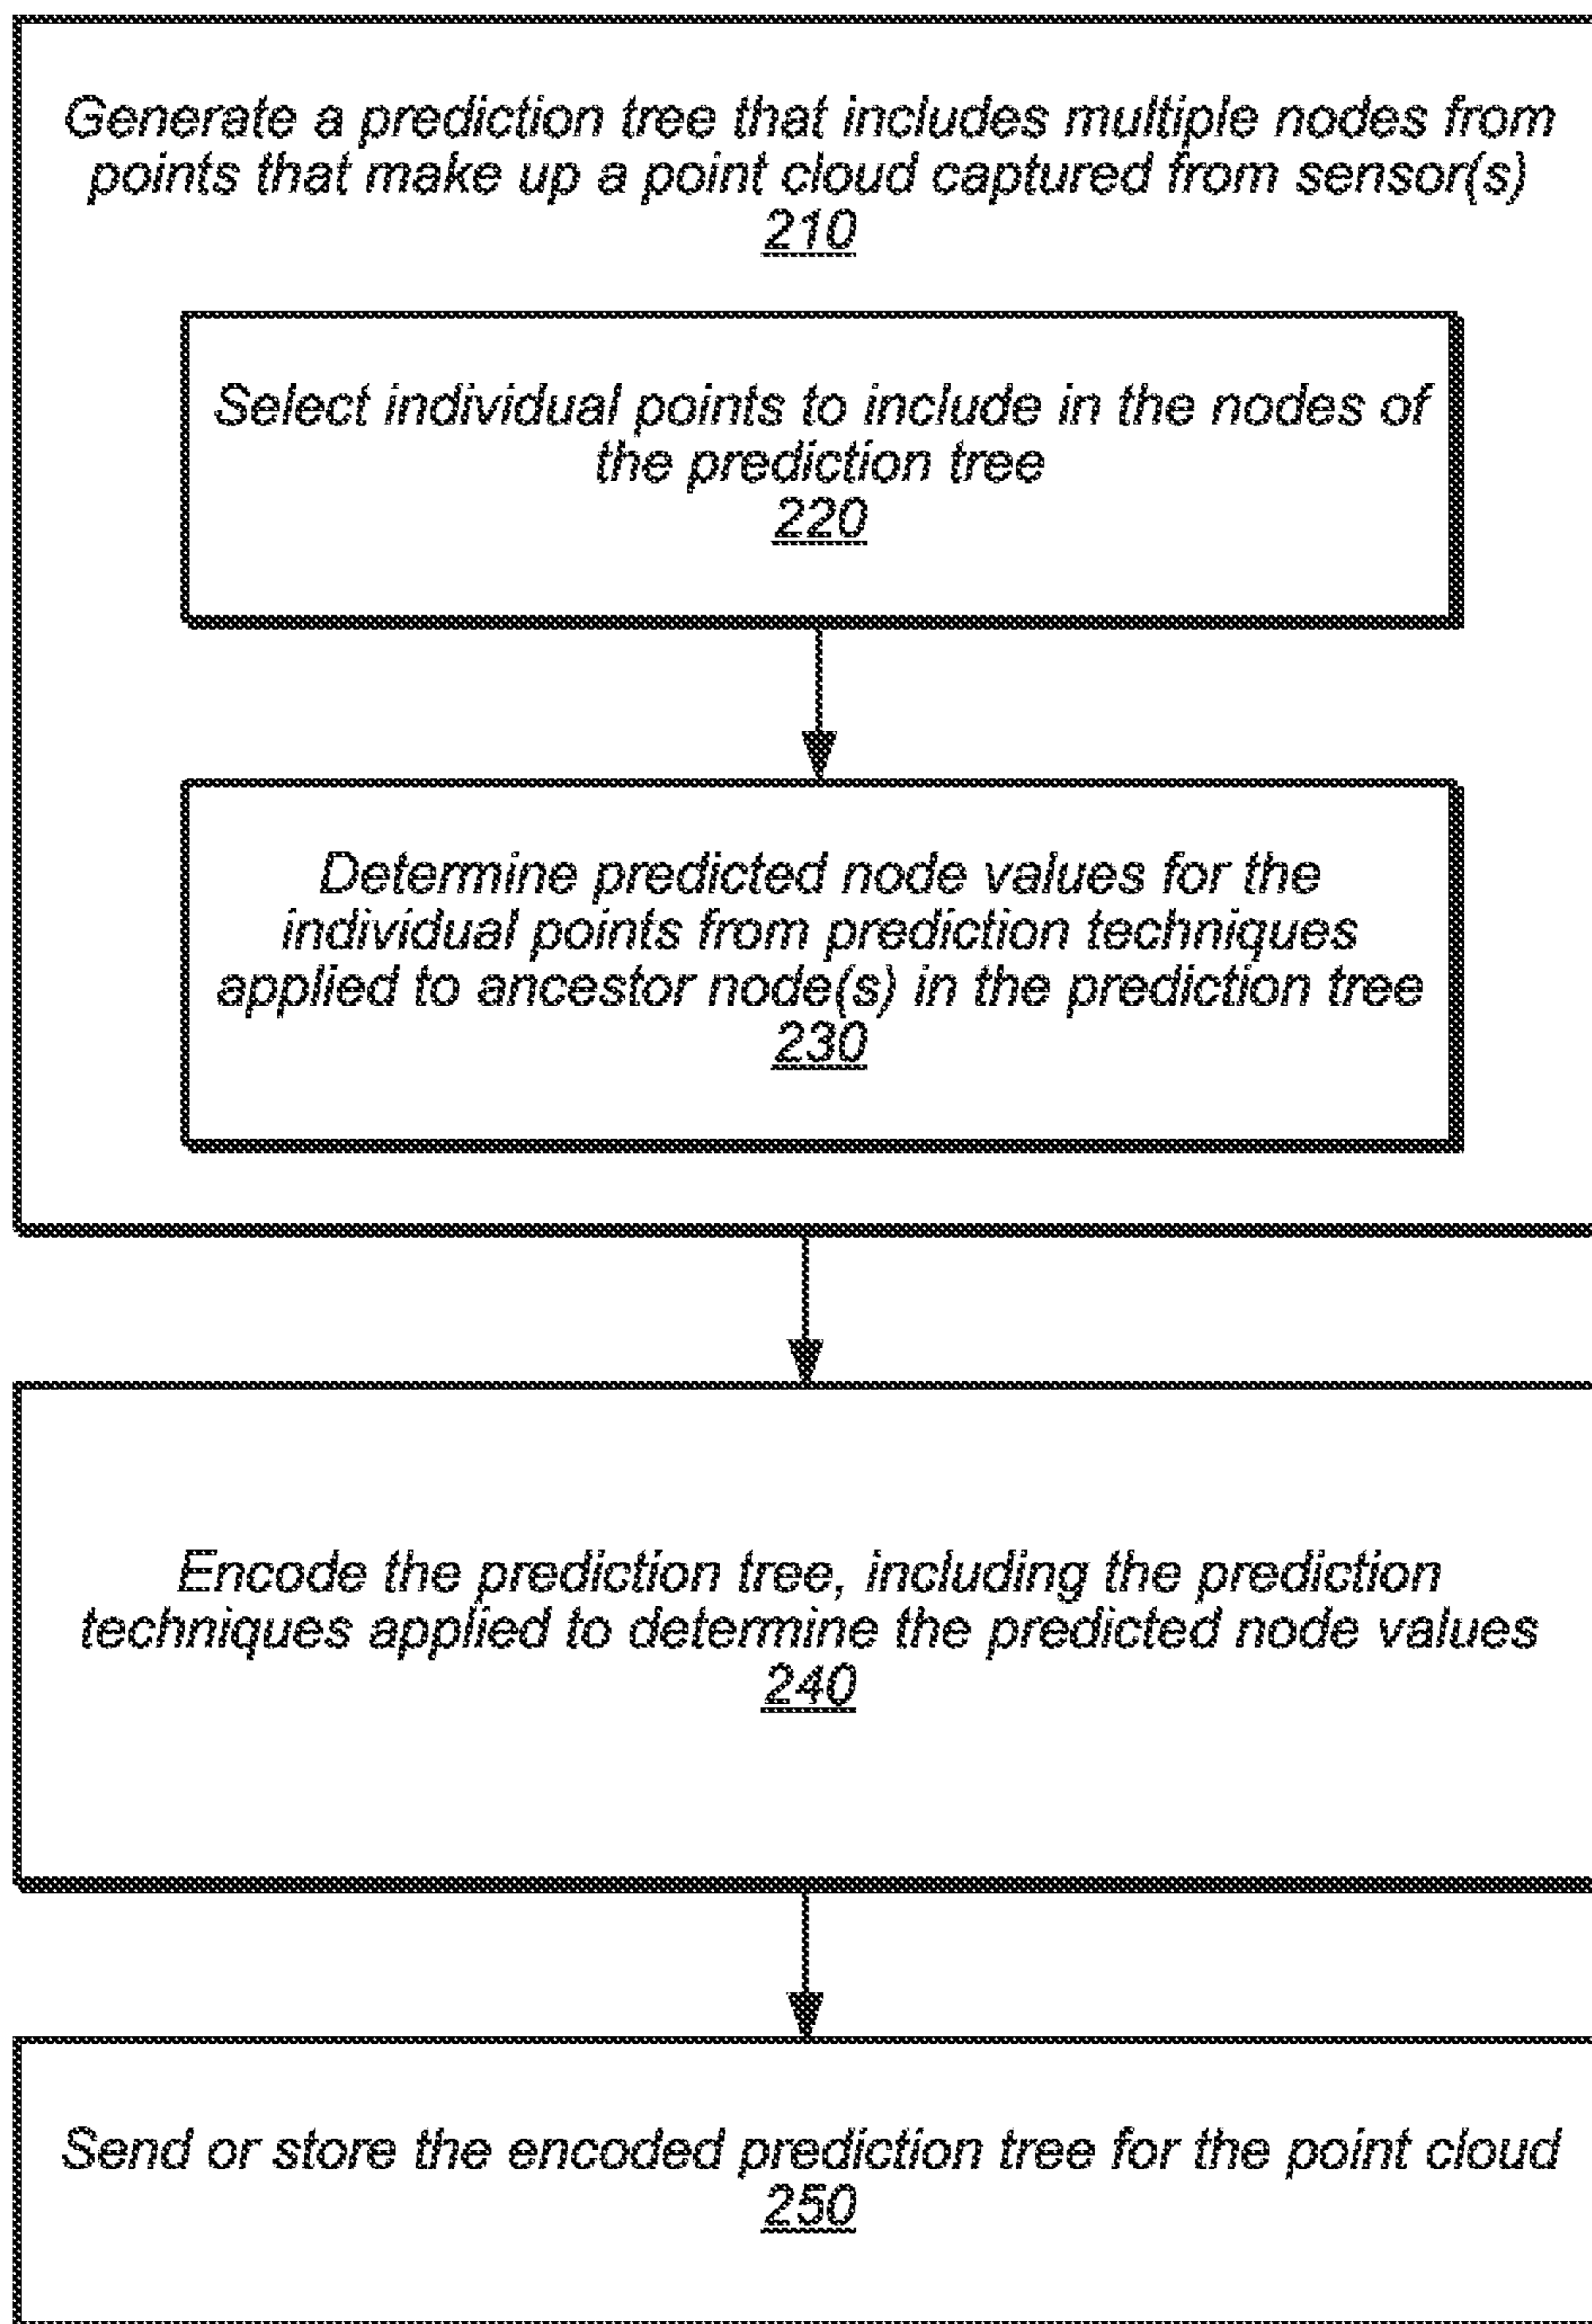 Generate a prediction tree that includes multiple nodes from
points that make up a point cloud captured from sensor(s)
210
Select individual points to include in the nodes of
the prediction tree
220
Determine predicted node values for the
individual points from prediction techniques
applied to ancestor node(s) in the prediction tree
230
Encode the prediction tree, including the prediction
techniques applied to determine the predicted node values
240
Send or store the encoded prediction tree for the point cloud
250